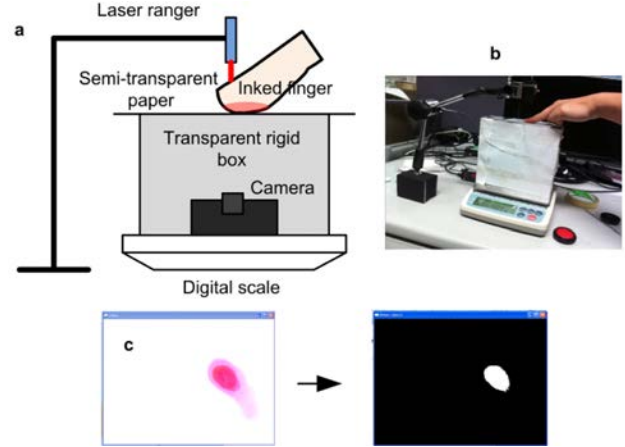 Laser ranger
a
Semi-transparent
paper
Inked finger
Transparent rigid
box
Camera
Digital scale
b
c